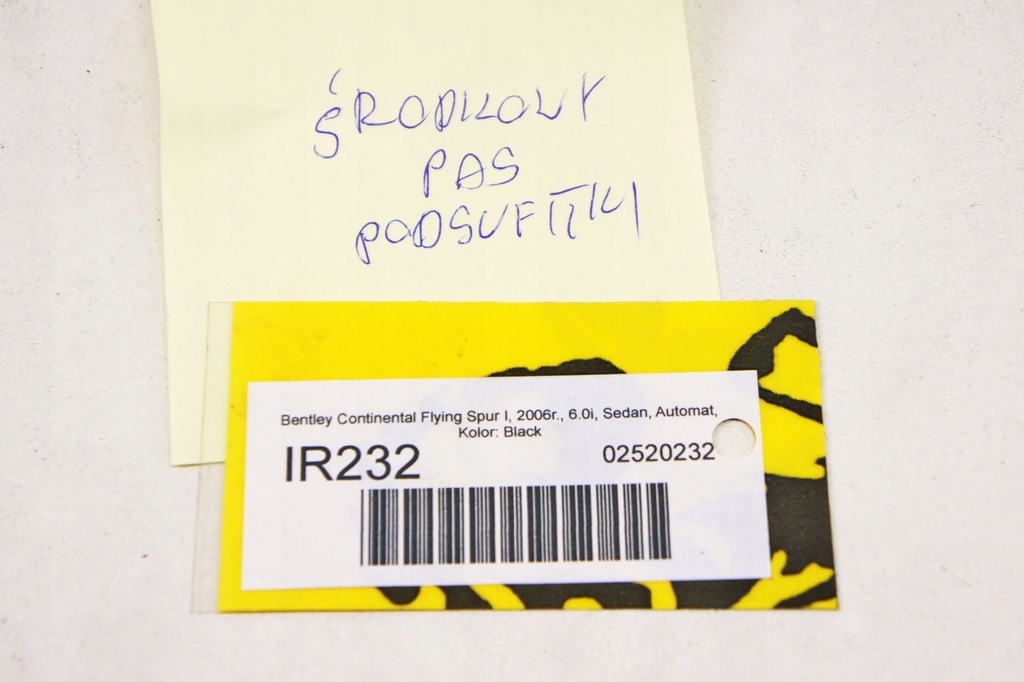 ŚRODKOWY
PAS
PODSUFITKI
Bentley Continental Flying Spur I, 2006r., 6.0i, Sedan, Automat,
Kolor: Black
IR232
02520232